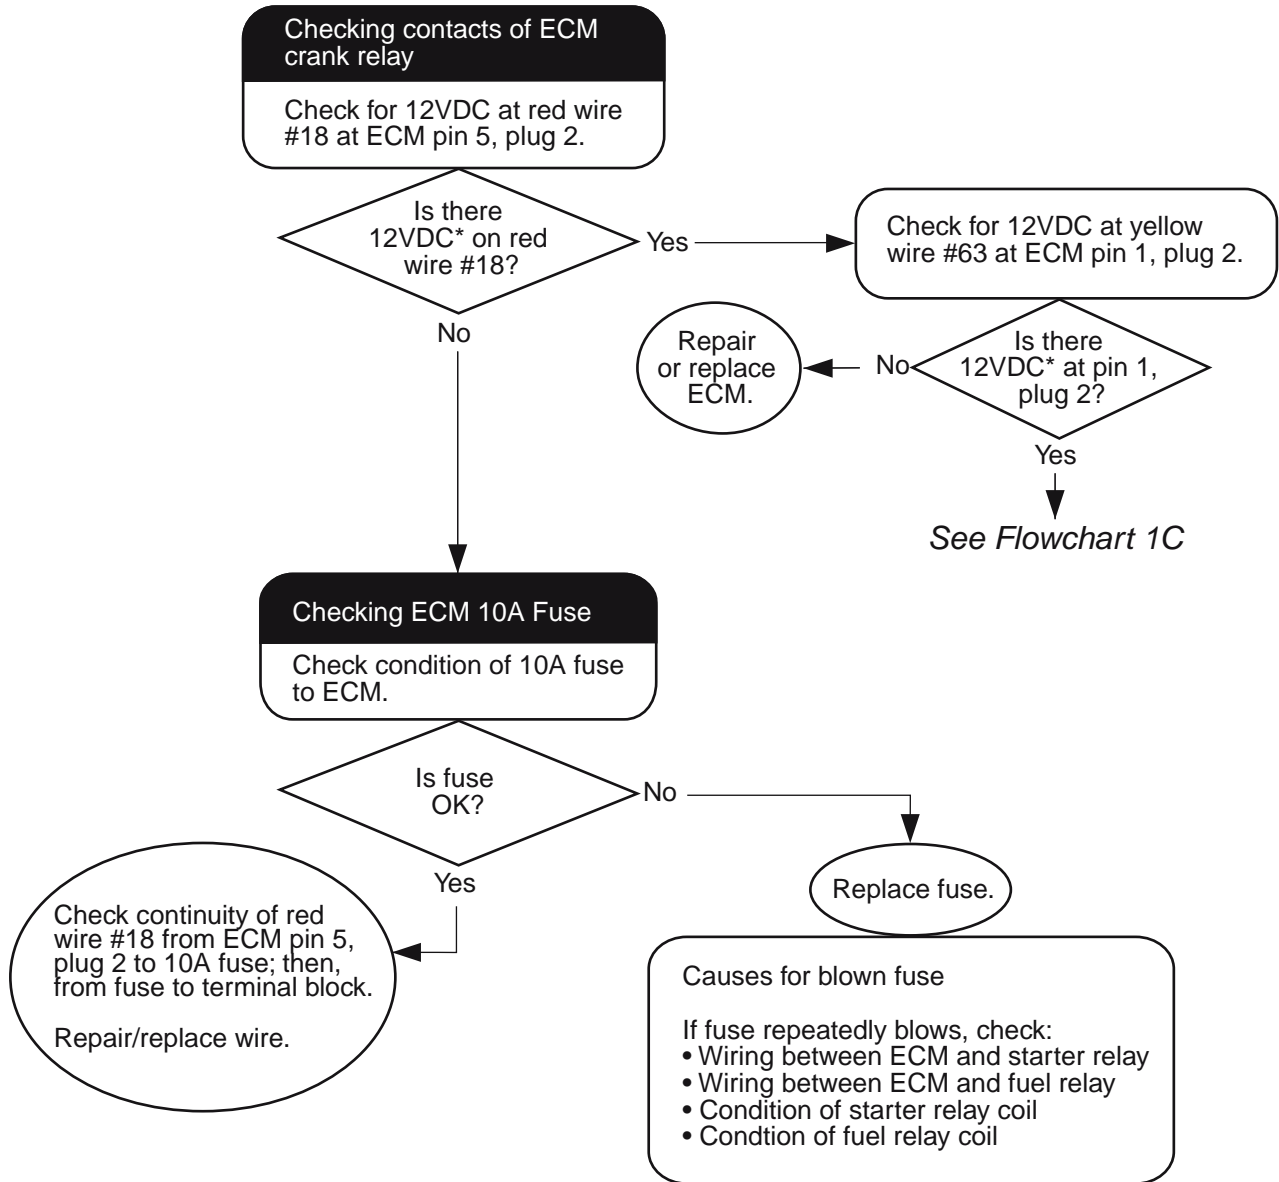 Checking contacts of ECM
crank relay
Check for 12VDC at red wire
#18 at ECM pin 5, plug 2.
Is there
12VDC* on red
wire #18?
Yes
Check for 12VDC at yellow
wire #63 at ECM pin 1, plug 2.
No
Repair
or replace
ECM.
No
Is there
12VDC* at pin 1,
plug 2?
Yes
See Flowchart 1C
Checking ECM 10A Fuse
Check condition of 10A fuse
to ECM.
Is fuse
OK?
No
Yes
Replace fuse.
Check continuity of red
wire #18 from ECM pin 5,
plug 2 to 10A fuse; then,
from fuse to terminal block.
Repair/replace wire.
Causes for blown fuse
If fuse repeatedly blows, check:
• Wiring between ECM and starter relay
• Wiring between ECM and fuel relay
• Condition of starter relay coil
• Condtion of fuel relay coil